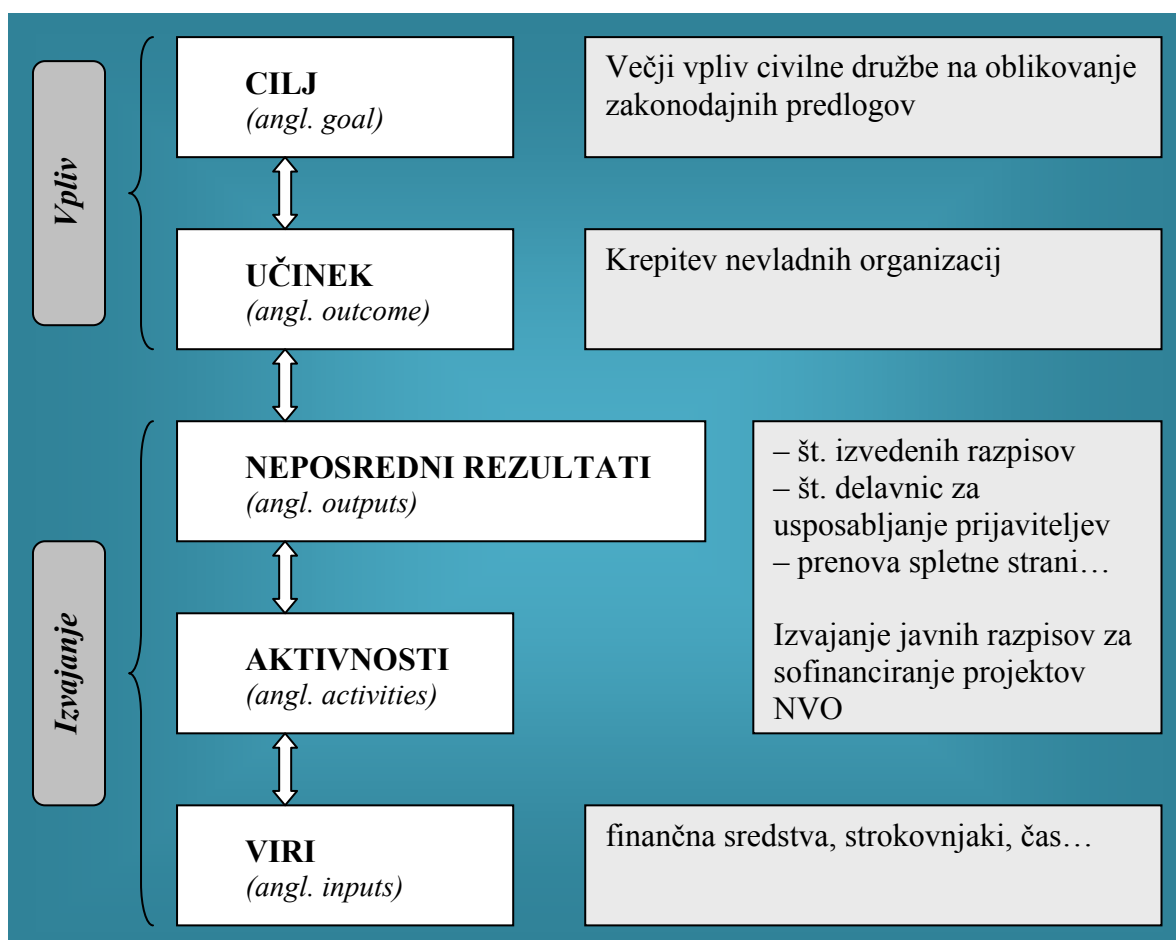 Vpliv
CILJ
(angl. goal)
Večji vpliv civilne družbe na oblikovanje
zakonodajnih predlogov
UČINEK
(angl. outcome)
Krepitev nevladnih organizacij
Izvajanje
NEPOSREDNI REZULTATI
(angl. outputs)
– št. izvedenih razpisov
– št. delavnic za
usposabljanje prijaviteljev
– prenova spletne strani…
AKTIVNOSTI
(angl. activities)
Izvajanje javnih razpisov za
sofinanciranje projektov
NVO
VIRI
(angl. inputs)
finančna sredstva, strokovnjaki, čas…